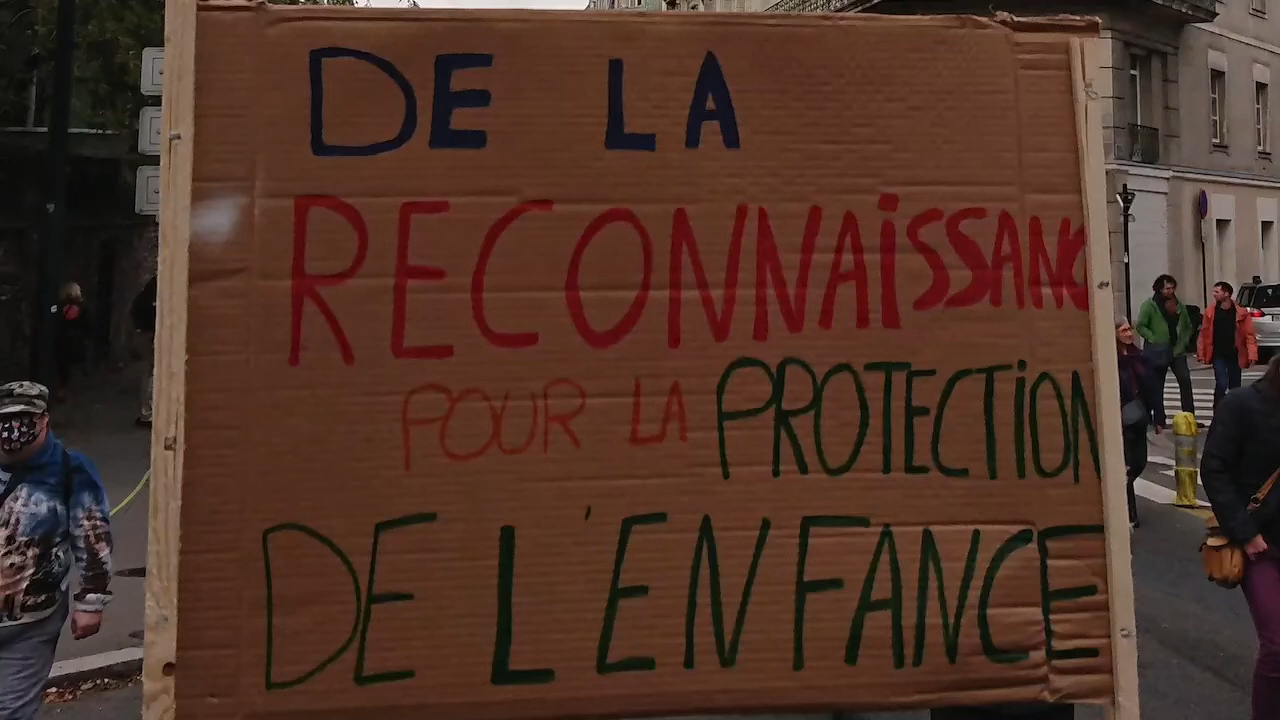 DE LA
RECONNAiSSANC
POUR LA PROTECTiON
DE L'ENFANCE